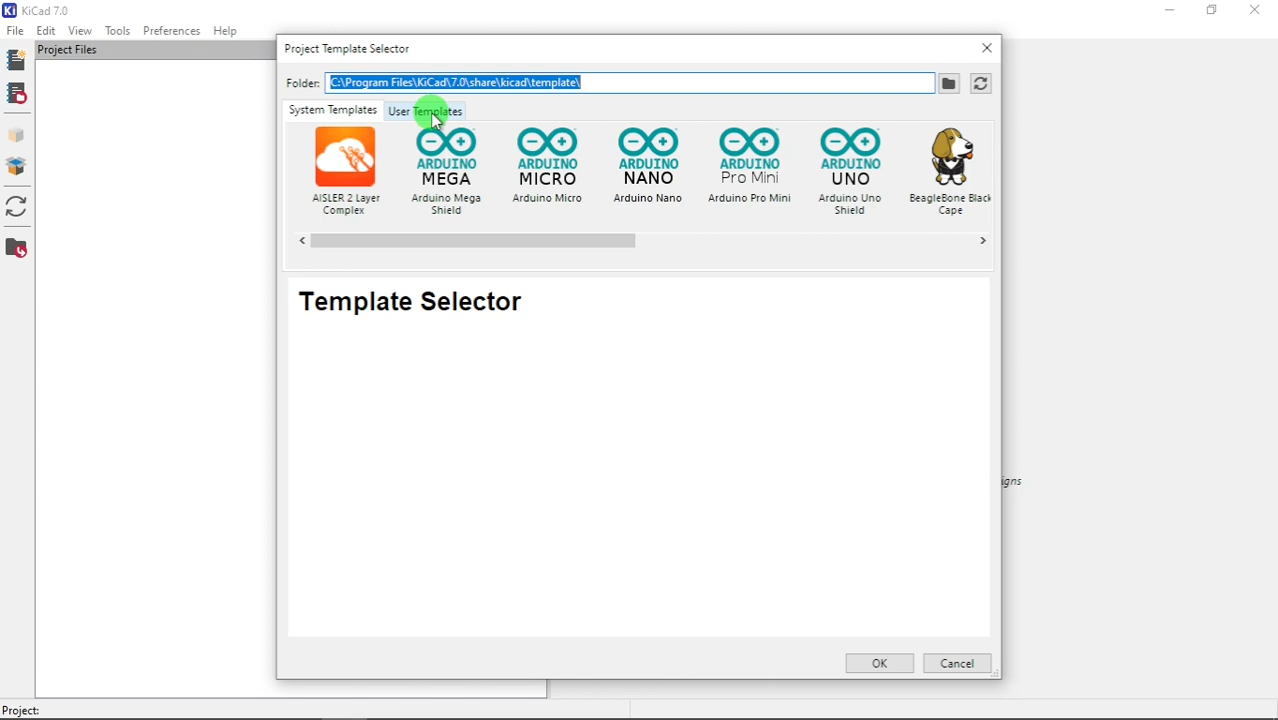 Ki KiCad 7.0
File Edit View Tools Preferences Help
Project Files
Project Template Selector
Folder: C:\Program Files\KiCad\7.0\share\kicad\template\
System Templates User Templates
ARDUINO MEGA
ARDUINO MICRO
ARDUINO NANO
ARDUINO Pro Mini
ARDUINO UNO
AISLER 2 Layer Complex
Arduino Mega Shield
Arduino Micro
Arduino Nano
Arduino Pro Mini
Arduino Uno Shield
BeagleBone Black Cape
Template Selector
igns
OK Cancel
Project: